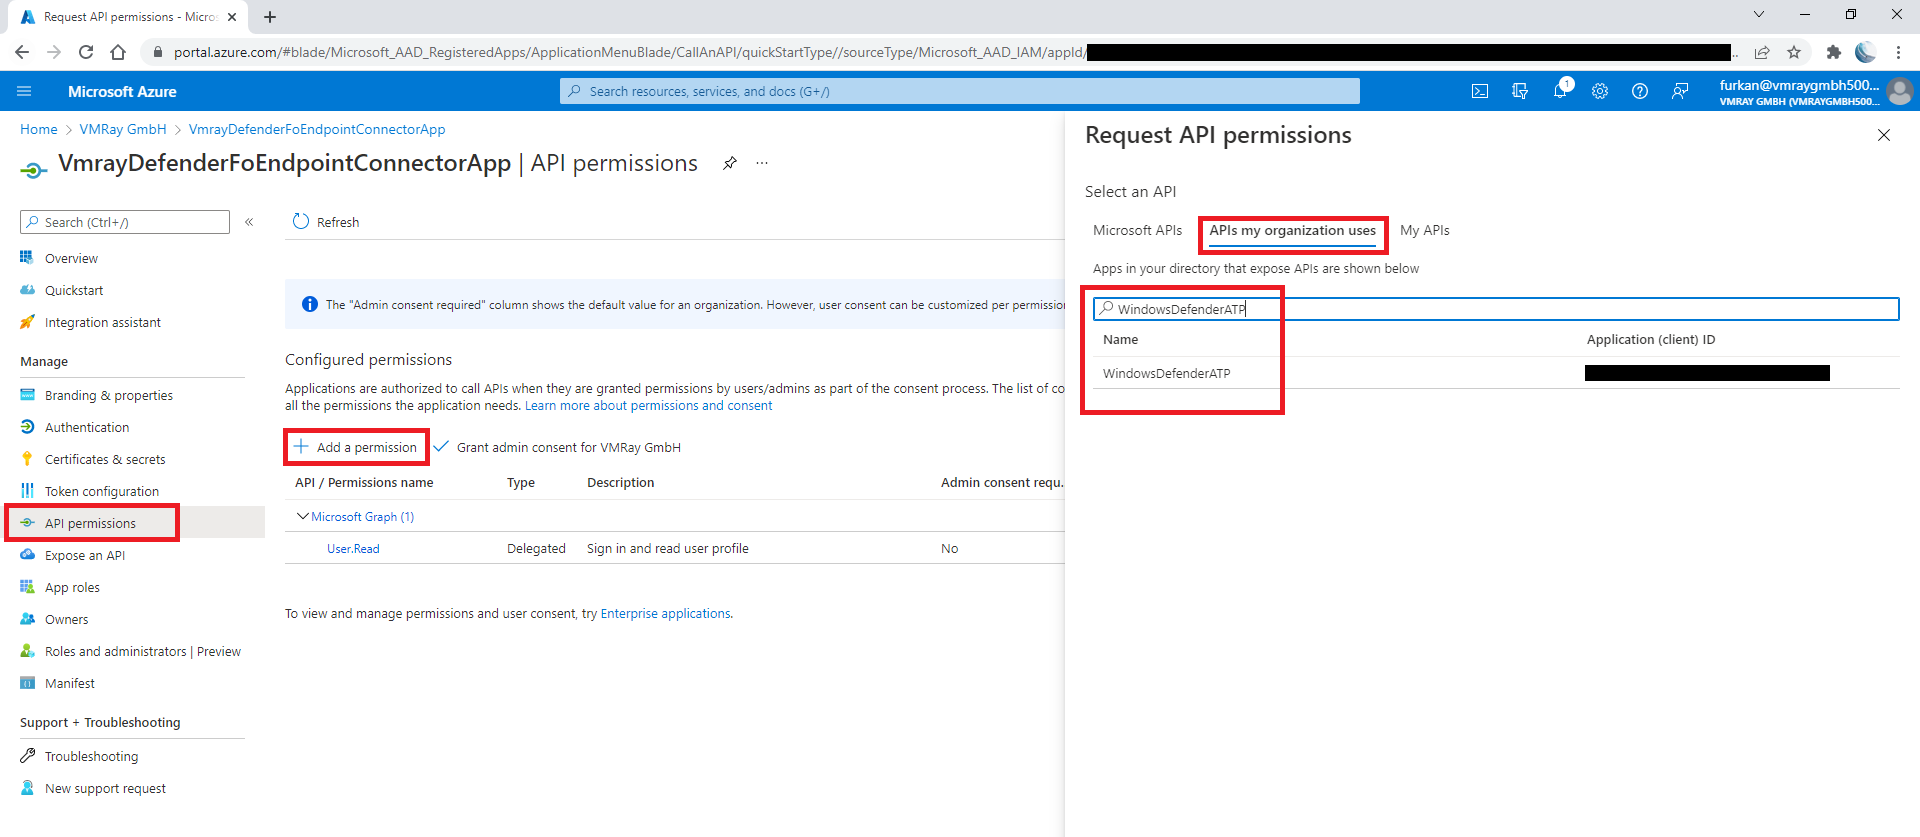 Request API permissions - Micros
portal.azure.com/#blade/Microsoft_AAD_RegisteredApps/ApplicationMenuBlade/CallAnAPI/quickStartType//sourceType/Microsoft_AAD_IAM/appId/
Microsoft Azure
Search resources, services, and docs (G+/)
1
furkan@vmraygmbh500...
VMRAY GMBH (VMRAYGMBH500...
Home > VMRay GmbH > VmrayDefenderFoEndpointConnectorApp
VmrayDefenderFoEndpointConnectorApp | API permissions
...
Search (Ctrl+/)
«
Overview
Quickstart
Integration assistant
Manage
Branding & properties
Authentication
Certificates & secrets
Token configuration
API permissions
Expose an API
App roles
Owners
Roles and administrators | Preview
Manifest
Support + Troubleshooting
Troubleshooting
New support request
Refresh
The "Admin consent required" column shows the default value for an organization. However, user consent can be customized per permission
Configured permissions
Applications are authorized to call APIs when they are granted permissions by users/admins as part of the consent process. The list of co
all the permissions the application needs. Learn more about permissions and consent
Add a permission
Grant admin consent for VMRay GmbH
API / Permissions name Type Description Admin consent requ.
Microsoft Graph (1)
User.Read Delegated Sign in and read user profile No
To view and manage permissions and user consent, try Enterprise applications.
Request API permissions
Select an API
Microsoft APIs APIs my organization uses My APIs
Apps in your directory that expose APIs are shown below
WindowsDefenderATP
Name Application (client) ID
WindowsDefenderATP